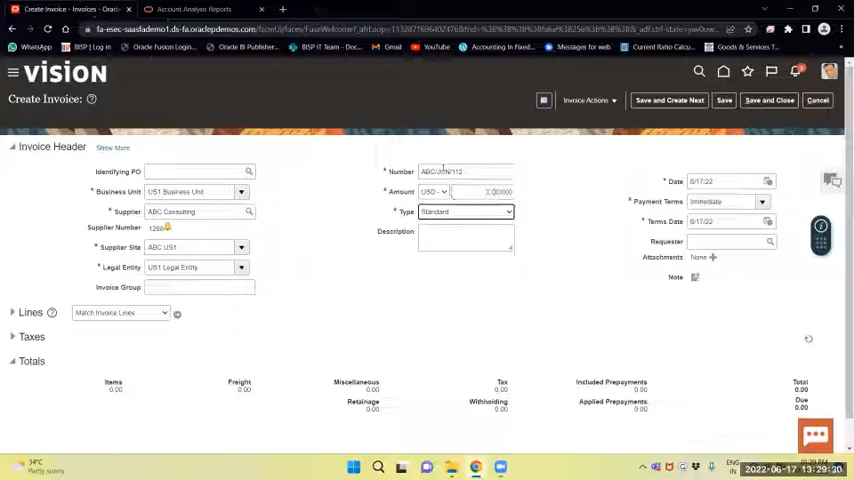 Create Invoice - Invoices - Or
Account Analysis Reports
fa-esec-saasfademo1.ds-fa.oraclepdemos.com
WhatsApp
BISP | Log in
Oracle Fusion Login...
Oracle BI Publisher...
BISP IT Team - Doc...
Gmail
YouTube
Accounting In Fixed...
Messages for web
Current Ratio Calcu...
Goods & Services T...
VISION
Create Invoice:
Invoice Actions
Save and Create Next
Save
Save and Close
Cancel
Invoice Header Show More
Identifying PO
* Business Unit US1 Business Unit
* Supplier ABC Consulting
Supplier Number
* Supplier Site ABC US1
* Legal Entity US1 Legal Entity
Invoice Group
* Number ABC/JUN/112
* Amount USD -
* Type Standard
Description
* Date 6/17/22
* Payment Terms Immediate
* Terms Date 6/17/22
Requester
Attachments None
Note
Lines Match Invoice Lines
Taxes
Totals
Items 0.00
Freight 0.00
Miscellaneous 0.00
Retainage 0.00
Tax 0.00
Withholding 0.00
Included Prepayments 0.00
Applied Prepayments 0.00
Total 0.00
Due 0.00
34°C
Partly sunny
ENG
IN
2022-06-17 13:29:30